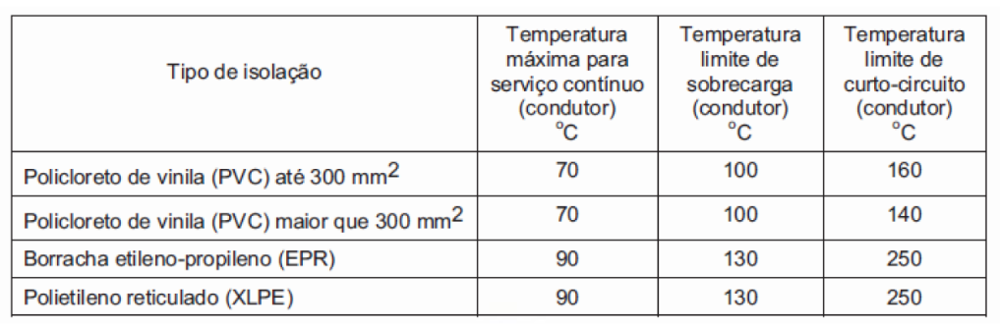 Tipo de isolação
Temperatura
máxima para
serviço contínuo
(condutor)
°C
Temperatura
limite de
sobrecarga
(condutor)
°C
Temperatura
limite de
curto-circuito
(condutor)
°C
Policloreto de vinila (PVC) até 300 mm² 70 100 160
Policloreto de vinila (PVC) maior que 300 mm² 70 100 140
Borracha etileno-propileno (EPR) 90 130 250
Polietileno reticulado (XLPE) 90 130 250